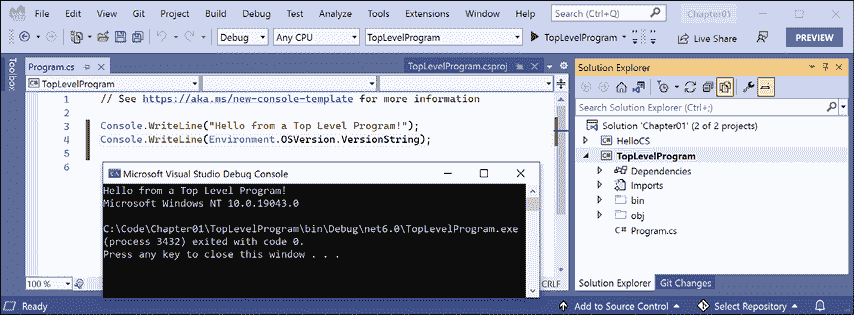 File Edit View Git Project Build Debug Test Analyze Tools Extensions Window Help Search (Ctrl+Q) Chapter01
Debug Any CPU TopLevelProgram TopLevelProgram Live Share PREVIEW
Toolbox
Program.cs TopLevelProgram.csproj
TopLevelProgram
1 // See https://aka.ms/new-console-template for more information
2
3 Console.WriteLine("Hello from a Top Level Program!");
4 Console.WriteLine(Environment.OSVersion.VersionString);
5
6
Microsoft Visual Studio Debug Console
Hello from a Top Level Program!
Microsoft Windows NT 10.0.19043.0
C:\Code\Chapter01\TopLevelProgram\bin\Debug\net6.0\TopLevelProgram.exe
(process 3432) exited with code 0.
Press any key to close this window . . .
100 % CRLF
Solution Explorer
Search Solution Explorer (Ctrl+;)
Solution 'Chapter01' (2 of 2 projects)
HelloCS
TopLevelProgram
Dependencies
Imports
bin
obj
C# Program.cs
Solution Explorer Git Changes
Ready Add to Source Control Select Repository